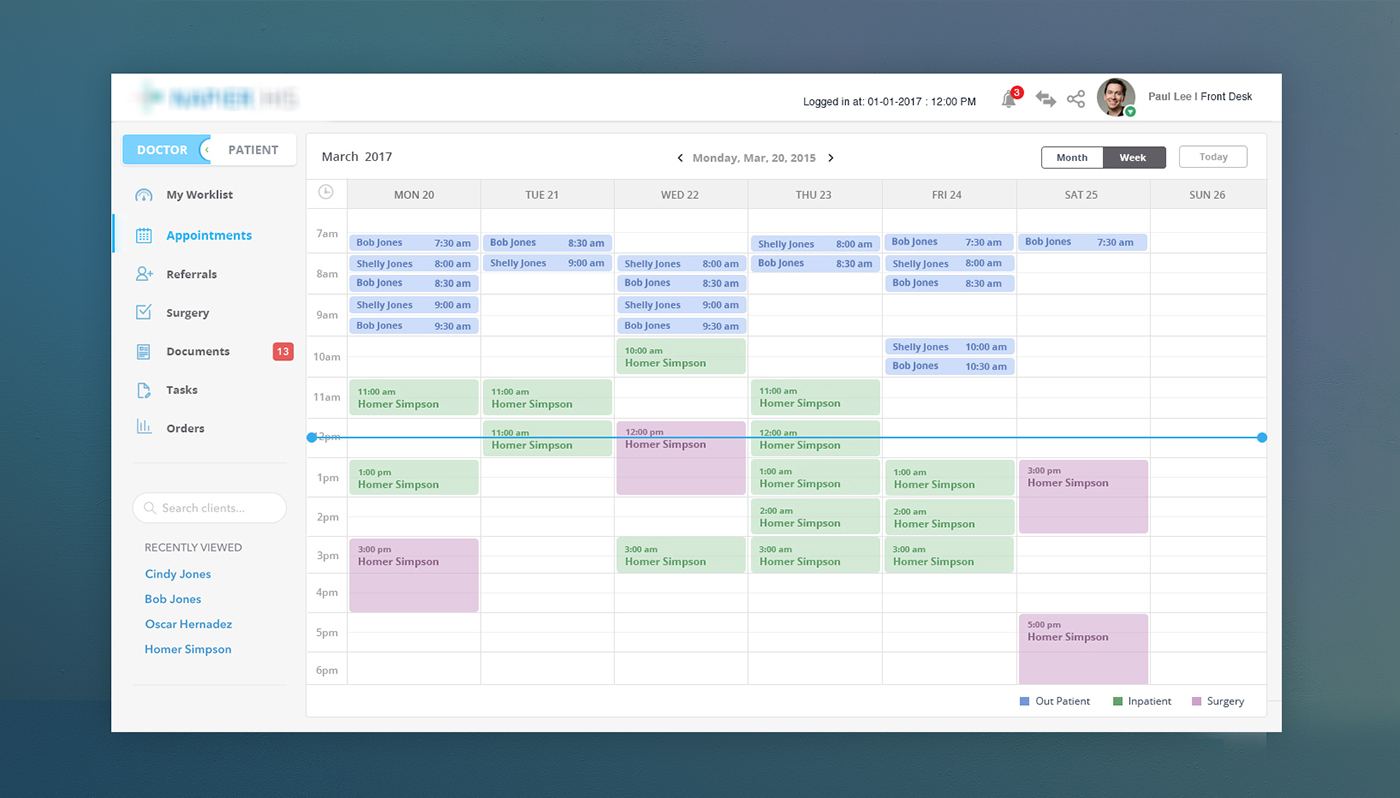 Logged in at: 01-01-2017 : 12:00 PM
3
Paul Lee I Front Desk
DOCTOR
PATIENT
My Worklist
Appointments
Referrals
Surgery
Documents
13
Tasks
Orders
Search clients...
RECENTLY VIEWED
Cindy Jones
Bob Jones
Oscar Hernadez
Homer Simpson
March 2017
Monday, Mar, 20, 2015
Month
Week
Today
MON 20
TUE 21
WED 22
THU 23
FRI 24
SAT 25
SUN 26
7am
8am
9am
10am
11am
12pm
1pm
2pm
3pm
4pm
5pm
6pm
Bob Jones 7:30 am
Shelly Jones 8:00 am
Bob Jones 8:30 am
Shelly Jones 9:00 am
Bob Jones 9:30 am
11:00 am
Homer Simpson
1:00 pm
Homer Simpson
3:00 pm
Homer Simpson
Bob Jones 8:30 am
Shelly Jones 9:00 am
11:00 am
Homer Simpson
11:00 am
Homer Simpson
Shelly Jones 8:00 am
Bob Jones 8:30 am
Shelly Jones 9:00 am
Bob Jones 9:30 am
10:00 am
Homer Simpson
12:00 pm
Homer Simpson
3:00 am
Homer Simpson
Shelly Jones 8:00 am
Bob Jones 8:30 am
11:00 am
Homer Simpson
12:00 am
Homer Simpson
1:00 am
Homer Simpson
2:00 am
Homer Simpson
3:00 am
Homer Simpson
Bob Jones 7:30 am
Shelly Jones 8:00 am
Bob Jones 8:30 am
Shelly Jones 10:00 am
Bob Jones 10:30 am
1:00 am
Homer Simpson
2:00 am
Homer Simpson
3:00 am
Homer Simpson
Bob Jones 7:30 am
3:00 pm
Homer Simpson
5:00 pm
Homer Simpson
Out Patient
Inpatient
Surgery